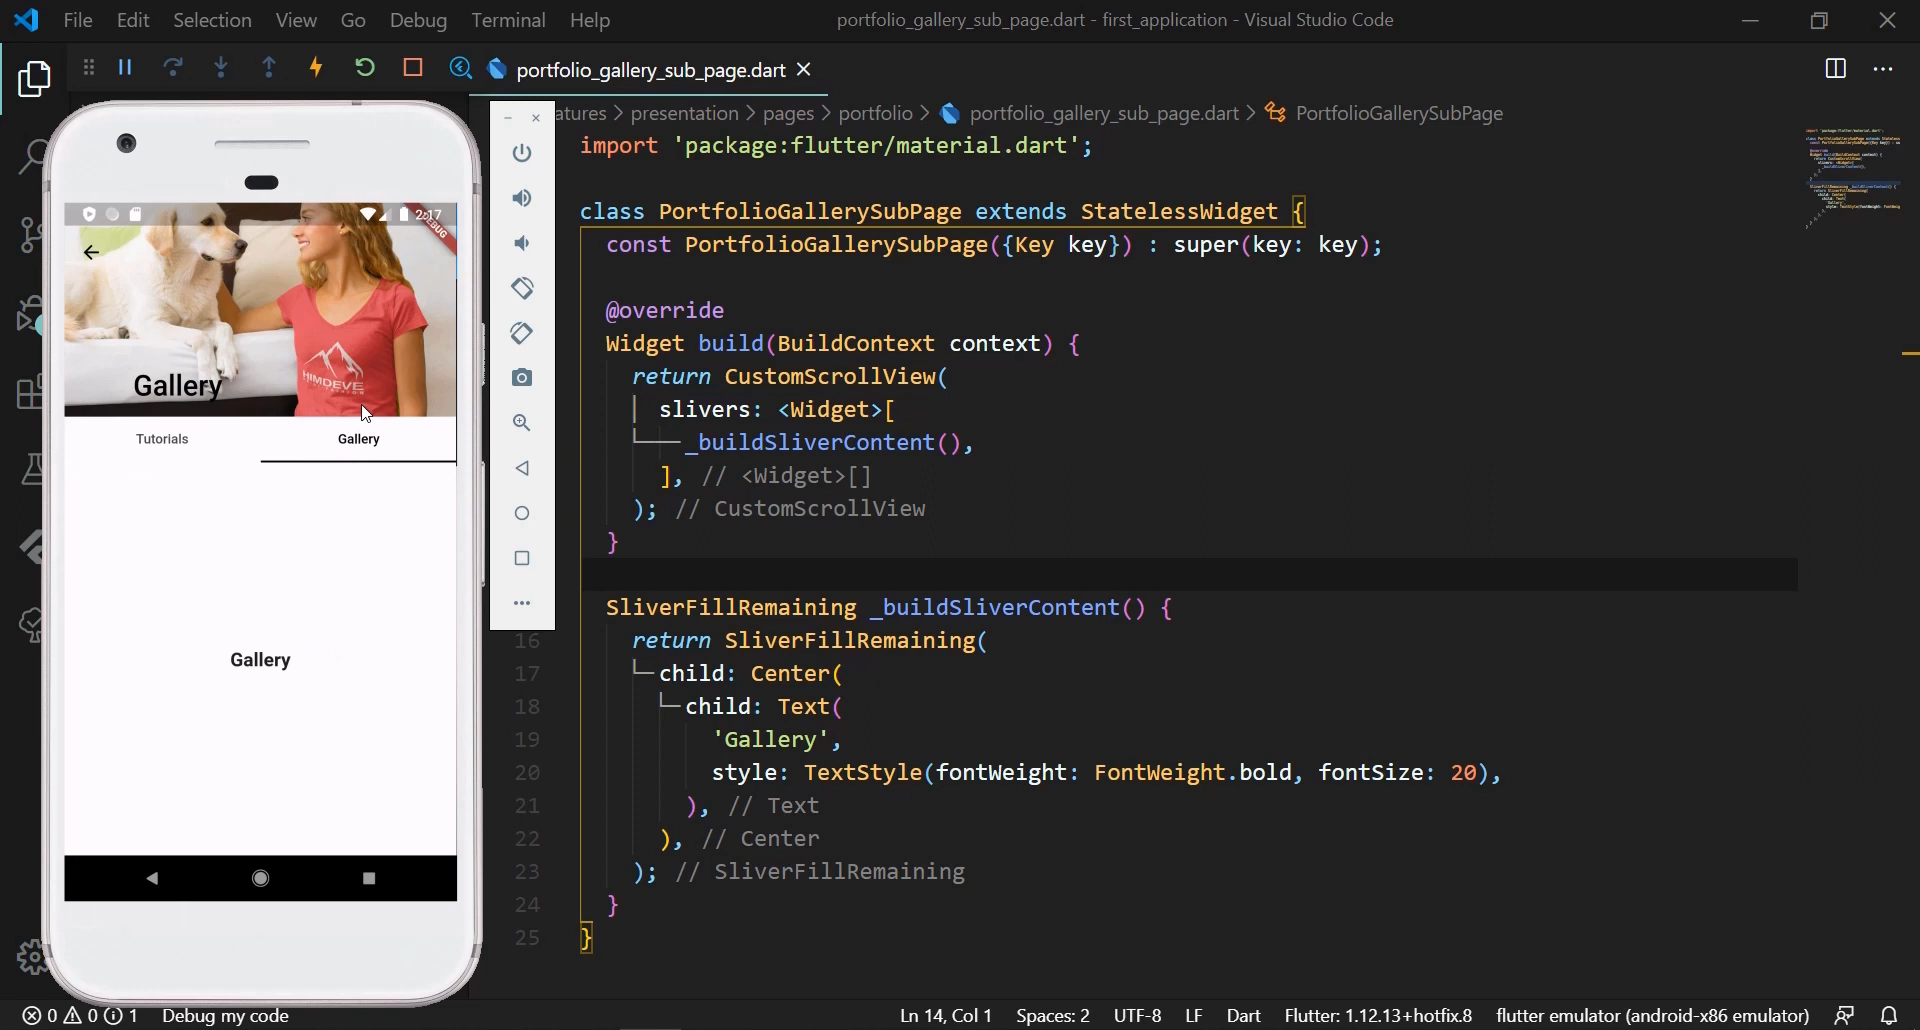 File Edit Selection View Go Debug Terminal Help
portfolio_gallery_sub_page.dart - first_application - Visual Studio Code
portfolio_gallery_sub_page.dart
atures > presentation > pages > portfolio > portfolio_gallery_sub_page.dart > PortfolioGallerySubPage
import 'package:flutter/material.dart';
class PortfolioGallerySubPage extends StatelessWidget {
const PortfolioGallerySubPage({Key key}) : super(key: key);
@override
Widget build(BuildContext context) {
return CustomScrollView(
slivers: <Widget>[
_buildSliverContent(),
], // <Widget>[]
); // CustomScrollView
}
SliverFillRemaining _buildSliverContent() {
16 return SliverFillRemaining(
17 child: Center(
18 child: Text(
19 'Gallery',
20 style: TextStyle(fontWeight: FontWeight.bold, fontSize: 20),
21 ), // Text
22 ), // Center
23 ); // SliverFillRemaining
24 }
25 }
2:17
DEBUG
HIMDEVE
Gallery
Tutorials Gallery
Gallery
0 0 1 Debug my code
Ln 14, Col 1 Spaces: 2 UTF-8 LF Dart Flutter: 1.12.13+hotfix.8 flutter emulator (android-x86 emulator)